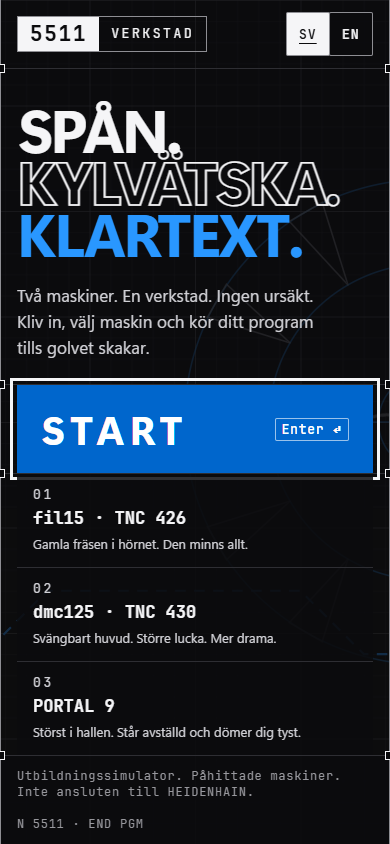 5511 VERKSTAD SV EN
SPÅN.
KYLVÄTSKA.
KLARTEXT.
Två maskiner. En verkstad. Ingen ursäkt.
Kliv in, välj maskin och kör ditt program
tills golvet skakar.
START Enter ⏎
01
fil15 · TNC 426
Gamla fräsen i hörnet. Den minns allt.
02
dmc125 · TNC 430
Svängbart huvud. Större lucka. Mer drama.
03
PORTAL 9
Störst i hallen. Står avställd och dömer dig tyst.
Utbildningssimulator. Påhittade maskiner.
Inte ansluten till HEIDENHAIN.
N 5511 · END PGM